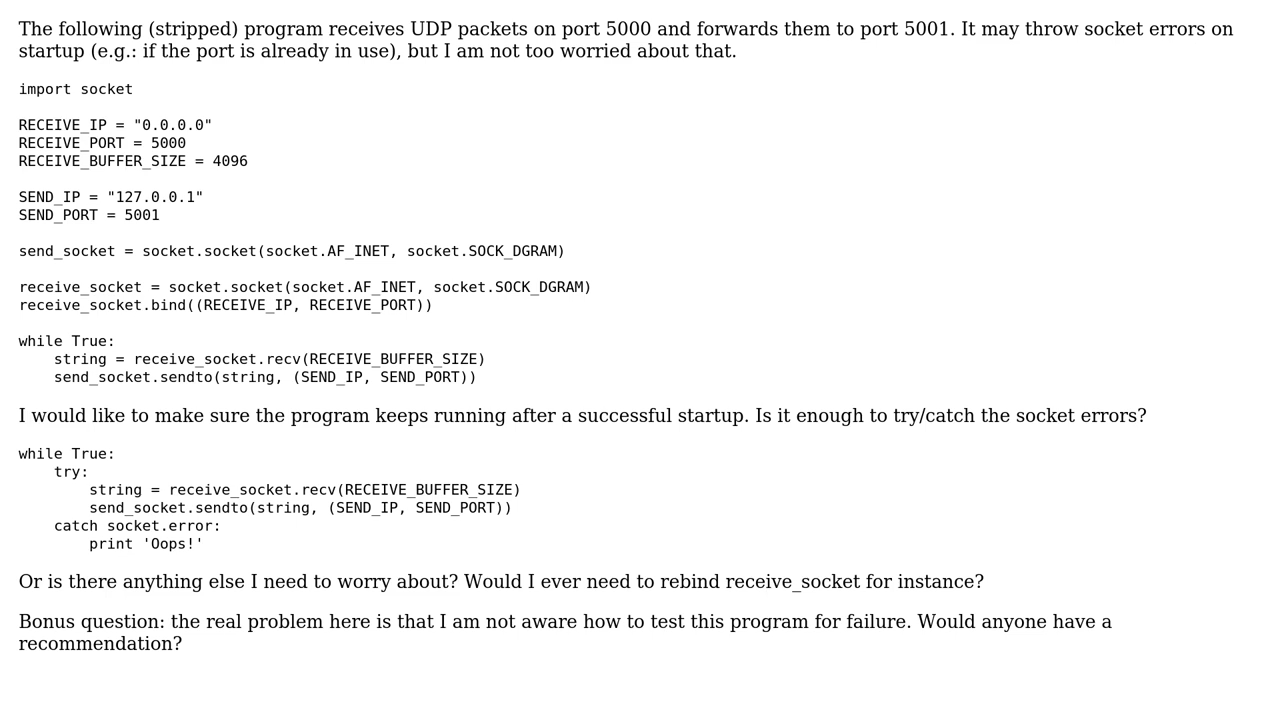 The following (stripped) program receives UDP packets on port 5000 and forwards them to port 5001. It may throw socket errors on
startup (e.g.: if the port is already in use), but I am not too worried about that.
import socket
RECEIVE_IP = "0.0.0.0"
RECEIVE_PORT = 5000
RECEIVE_BUFFER_SIZE = 4096
SEND_IP = "127.0.0.1"
SEND_PORT = 5001
send_socket = socket.socket(socket.AF_INET, socket.SOCK_DGRAM)
receive_socket = socket.socket(socket.AF_INET, socket.SOCK_DGRAM)
receive_socket.bind((RECEIVE_IP, RECEIVE_PORT))
while True:
    string = receive_socket.recv(RECEIVE_BUFFER_SIZE)
    send_socket.sendto(string, (SEND_IP, SEND_PORT))
I would like to make sure the program keeps running after a successful startup. Is it enough to try/catch the socket errors?
while True:
    try:
        string = receive_socket.recv(RECEIVE_BUFFER_SIZE)
        send_socket.sendto(string, (SEND_IP, SEND_PORT))
    catch socket.error:
        print 'Oops!'
Or is there anything else I need to worry about? Would I ever need to rebind receive_socket for instance?
Bonus question: the real problem here is that I am not aware how to test this program for failure. Would anyone have a
recommendation?